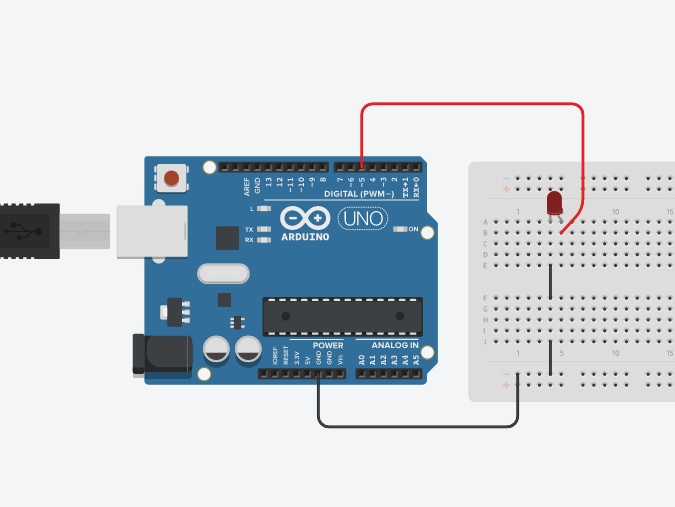 AREF
GND
13
12
~11
~10
~9
8
7
~6
~5
4
~3
2
TX→1
RX←0
DIGITAL (PWM~)
L
TX
RX
UNO
ARDUINO
ON
1 5 10 15
A
B
C
D
E
F
G
H
I
J
1 5 10 15
POWER
ANALOG IN
IOREF
RESET
3.3V
5V
GND
GND
Vin
A0
A1
A2
A3
A4
A5